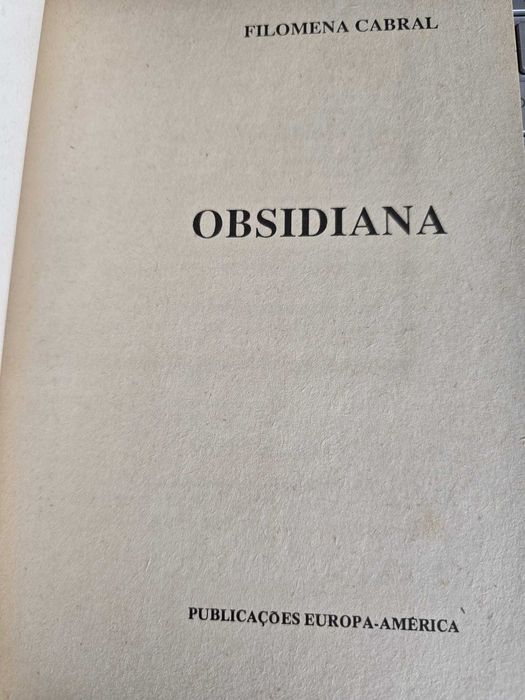 FILOMENA CABRAL
OBSIDIANA
PUBLICAÇÕES EUROPA-AMÉRICA